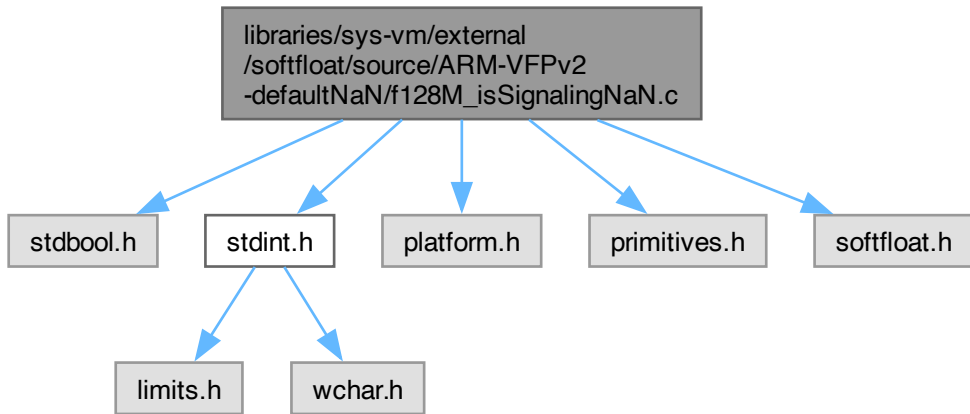 libraries/sys-vm/external
/softfloat/source/ARM-VFPv2
-defaultNaN/f128M_isSignalingNaN.c
stdbool.h
stdint.h
platform.h
primitives.h
softfloat.h
limits.h
wchar.h